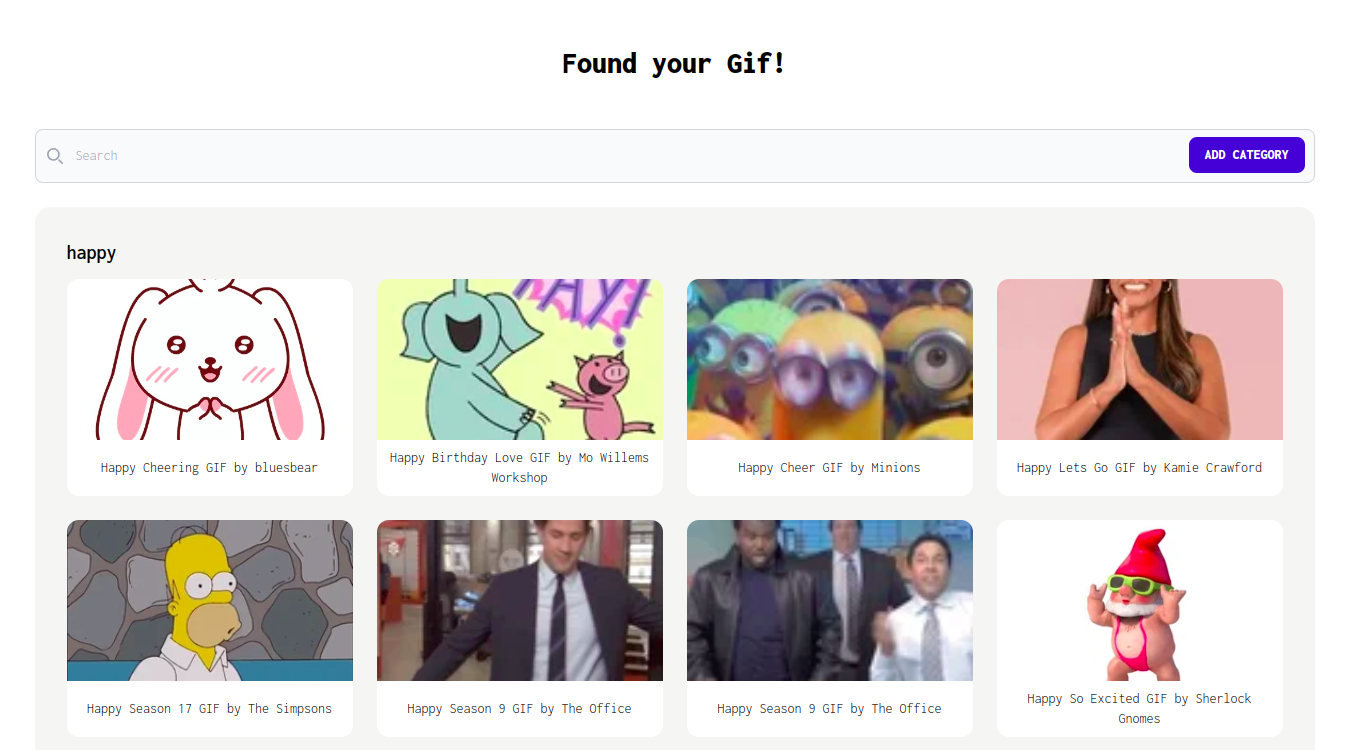 Found your Gif!
Search
ADD CATEGORY
happy
AY!
Happy Cheering GIF by bluesbear
Happy Birthday Love GIF by Mo Willems
Workshop
Happy Cheer GIF by Minions
Happy Lets Go GIF by Kamie Crawford
Happy Season 17 GIF by The Simpsons
Happy Season 9 GIF by The Office
Happy Season 9 GIF by The Office
Happy So Excited GIF by Sherlock
Gnomes